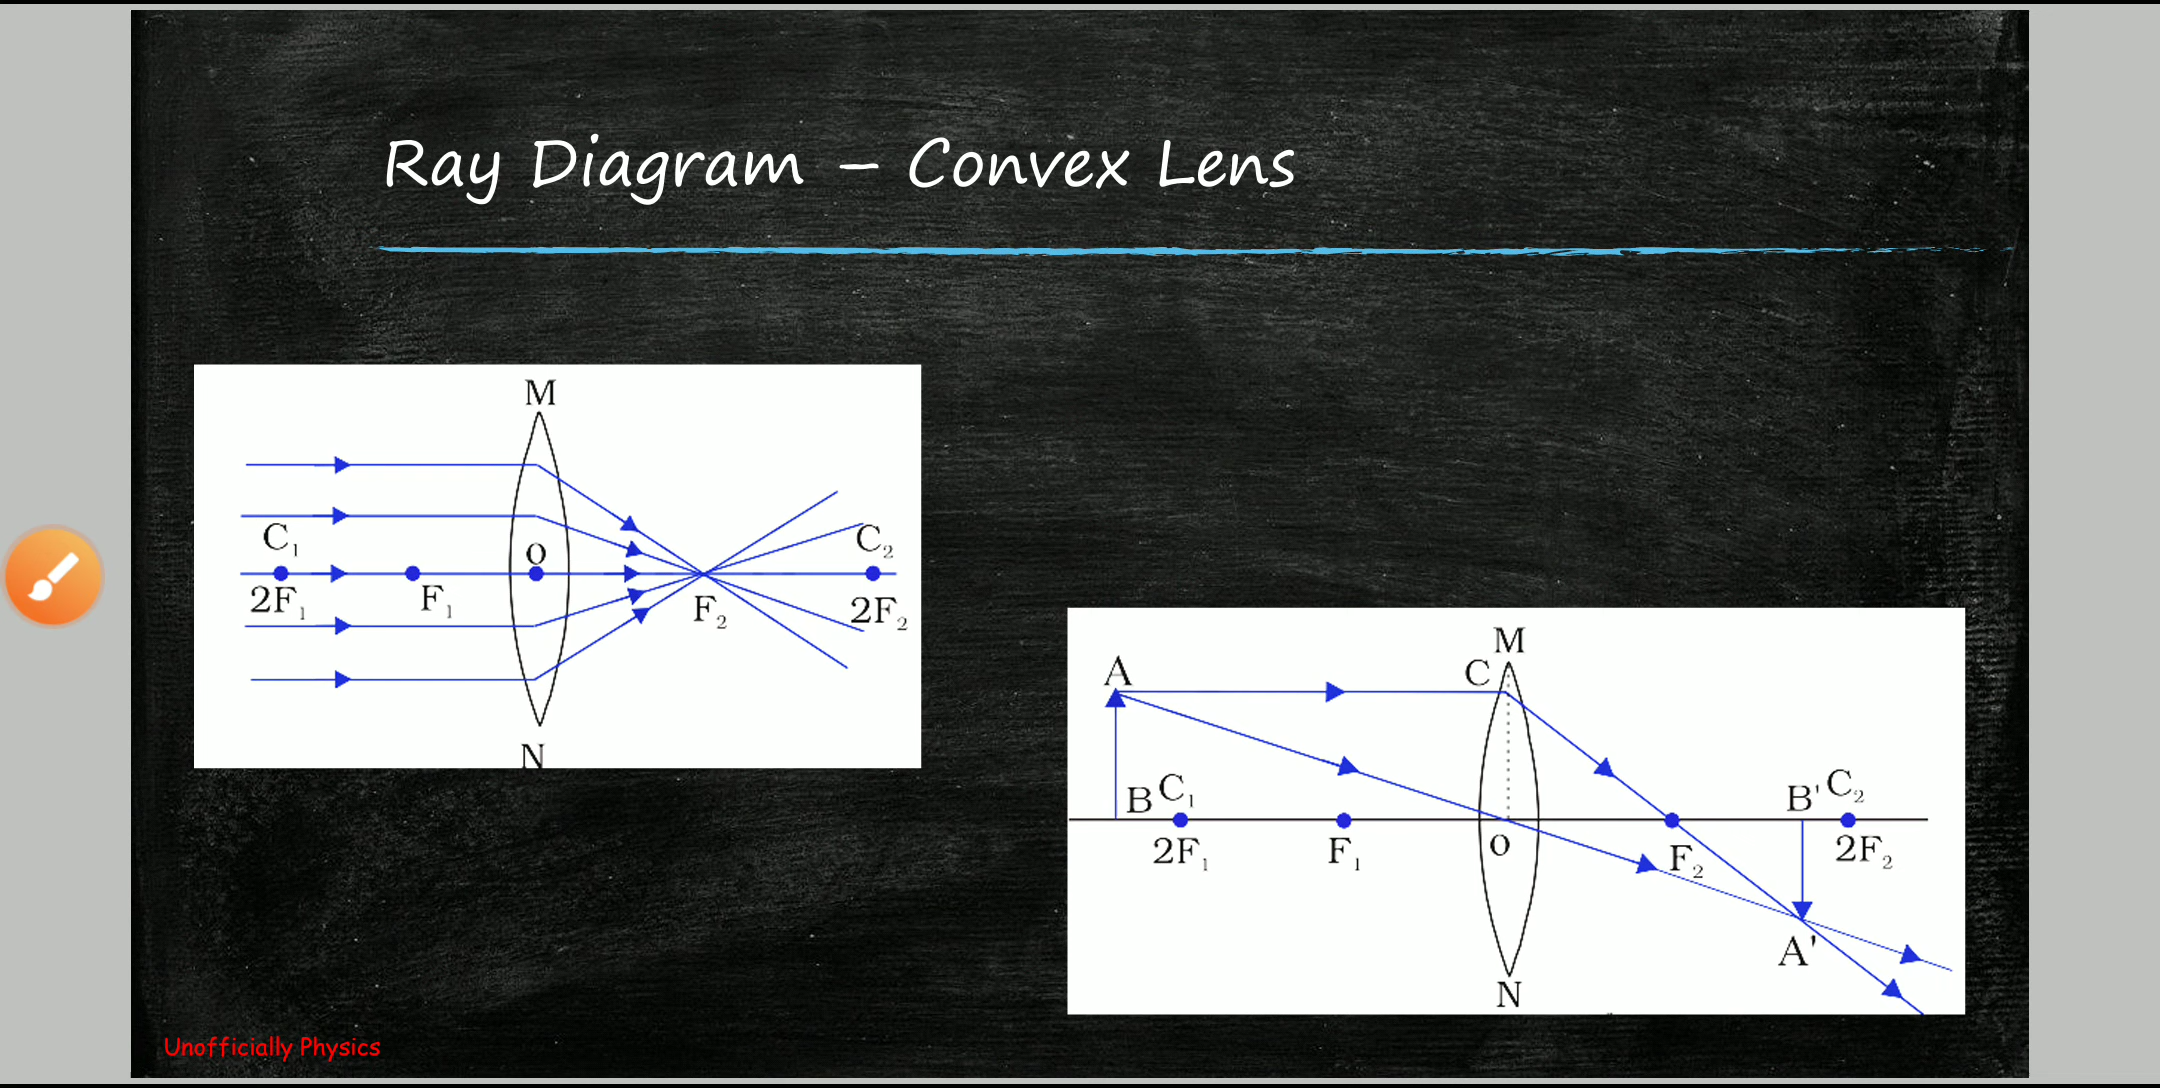 Ray Diagram – Convex Lens
M
C₁
O
C₂
2F₁
F₁
F₂
2F₂
N
M
A
C
B
C₁
B'
C₂
2F₁
F₁
O
F₂
2F₂
A'
N
Unofficially Physics